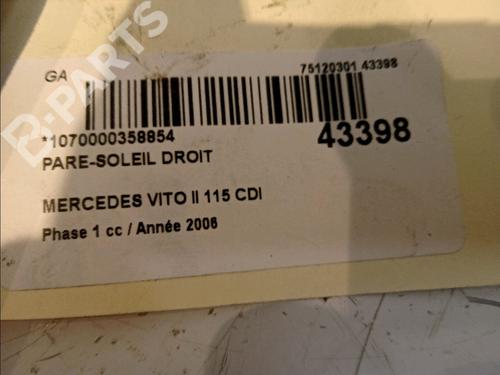 B-PARTS
GA 75120301 43398
*1070000358854 43398
PARE-SOLEIL DROIT
MERCEDES VITO II 115 CDI
Phase 1 cc / Année 2006